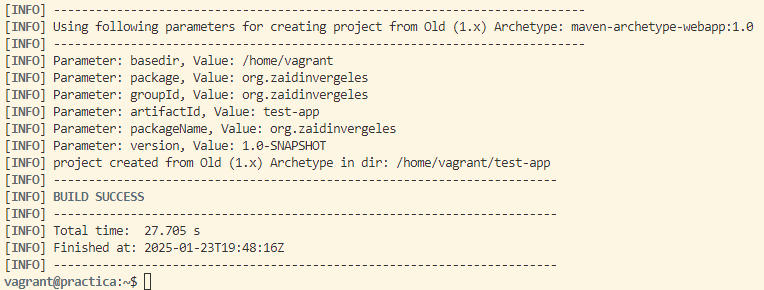 [INFO] ----------------------------------------------------------------------------
[INFO] Using following parameters for creating project from Old (1.x) Archetype: maven-archetype-webapp:1.0
[INFO] ----------------------------------------------------------------------------
[INFO] Parameter: basedir, Value: /home/vagrant
[INFO] Parameter: package, Value: org.zaidinvergeles
[INFO] Parameter: groupId, Value: org.zaidinvergeles
[INFO] Parameter: artifactId, Value: test-app
[INFO] Parameter: packageName, Value: org.zaidinvergeles
[INFO] Parameter: version, Value: 1.0-SNAPSHOT
[INFO] project created from Old (1.x) Archetype in dir: /home/vagrant/test-app
[INFO] ------------------------------------------------------------------------
[INFO] BUILD SUCCESS
[INFO] ------------------------------------------------------------------------
[INFO] Total time:  27.705 s
[INFO] Finished at: 2025-01-23T19:48:16Z
[INFO] ------------------------------------------------------------------------
vagrant@practica:~$